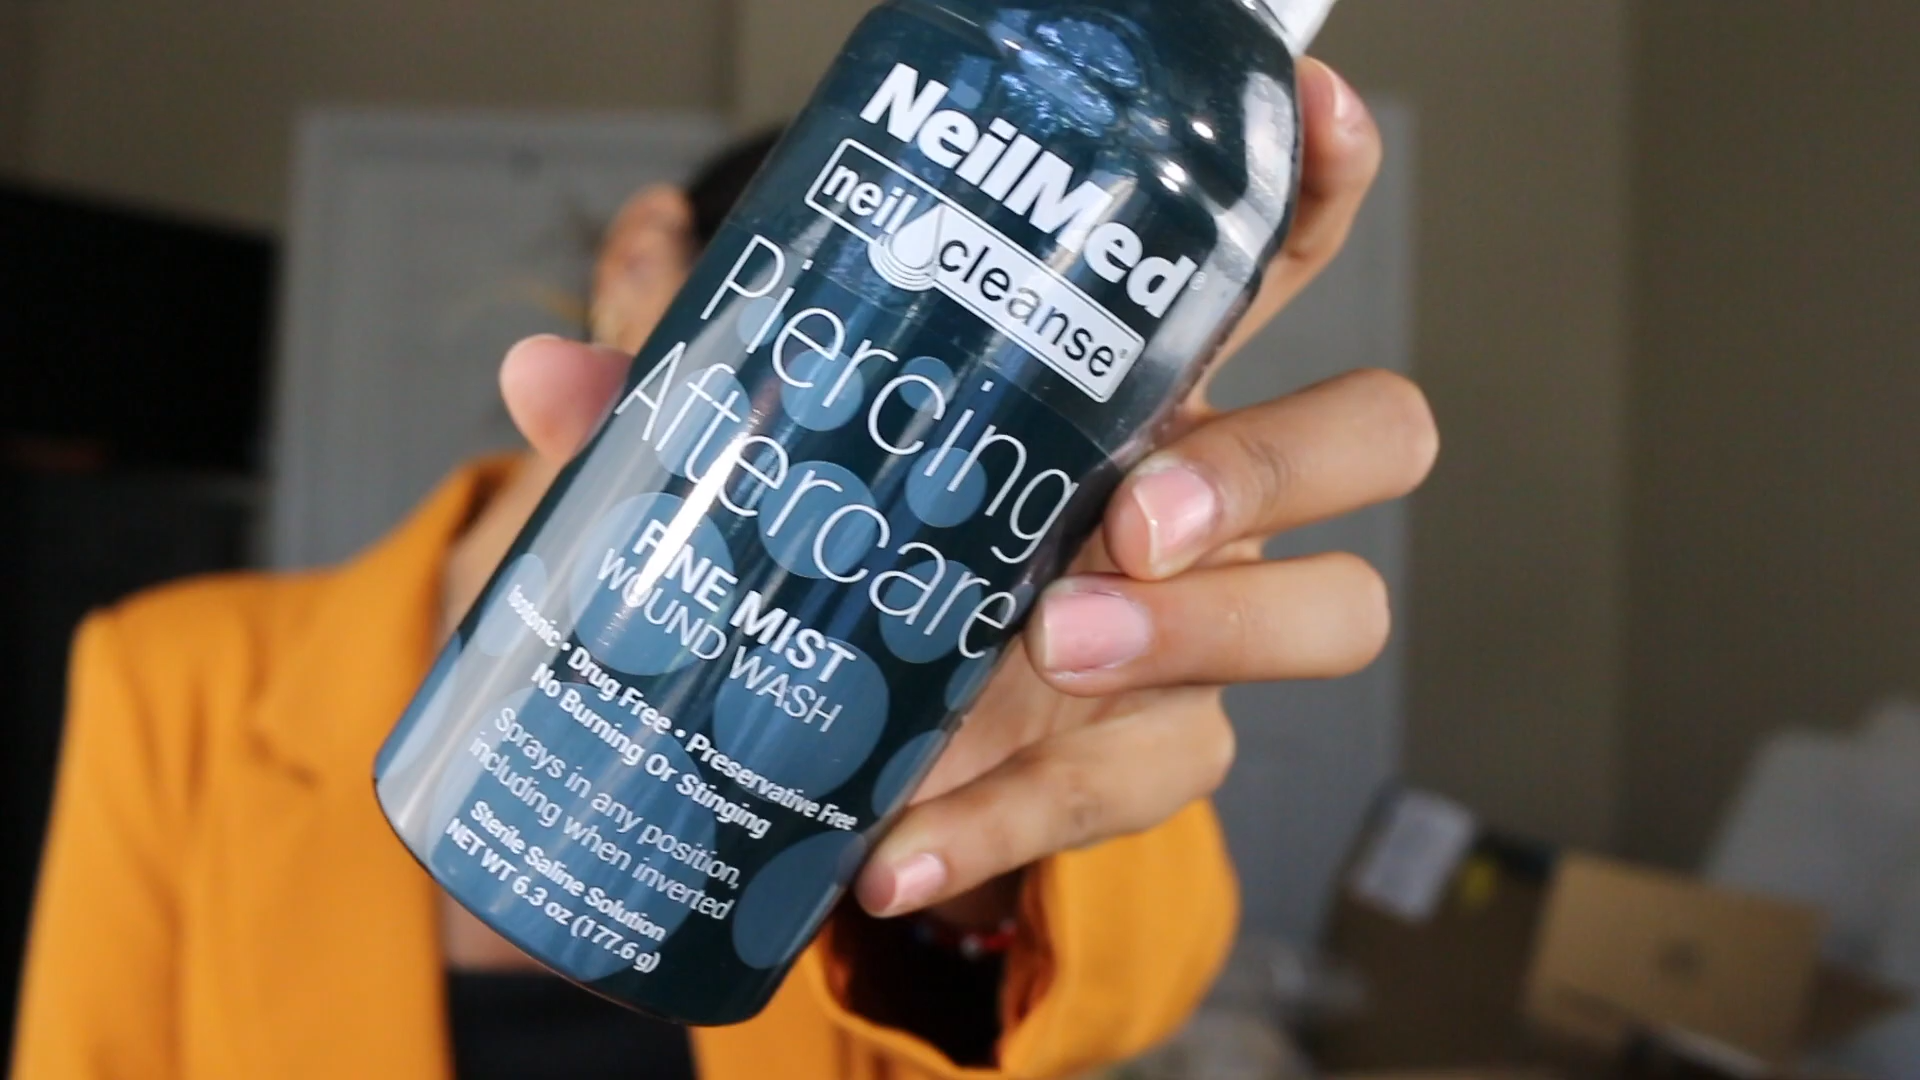 NeilMed®
neil cleanse®
Piercing
Aftercare
FINE MIST
WOUND WASH
Isotonic • Drug Free • Preservative Free
No Burning Or Stinging
Sprays in any position,
including when inverted
Sterile Saline Solution
NET WT 6.3 oz (177.6 g)